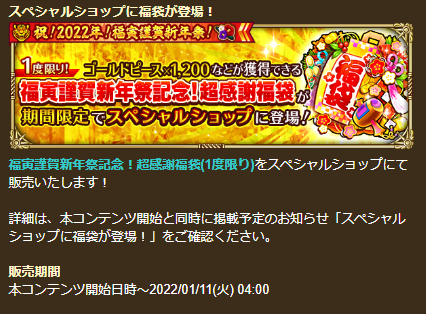 スペシャルショップに福袋が登場！
祝！2022年！福寅謹賀新年祭！
1度限り！
ゴールドピース×1,200などが獲得できる
福寅謹賀新年祭記念！超感謝福袋が
期間限定でスペシャルショップに登場！
福袋
福寅謹賀新年祭記念！超感謝福袋(1度限り)をスペシャルショップにて
販売いたします！
詳細は、本コンテンツ開始と同時に掲載予定のお知らせ「スペシャル
ショップに福袋が登場！」をご確認ください。
販売期間
本コンテンツ開始日時～2022/01/11(火) 04:00